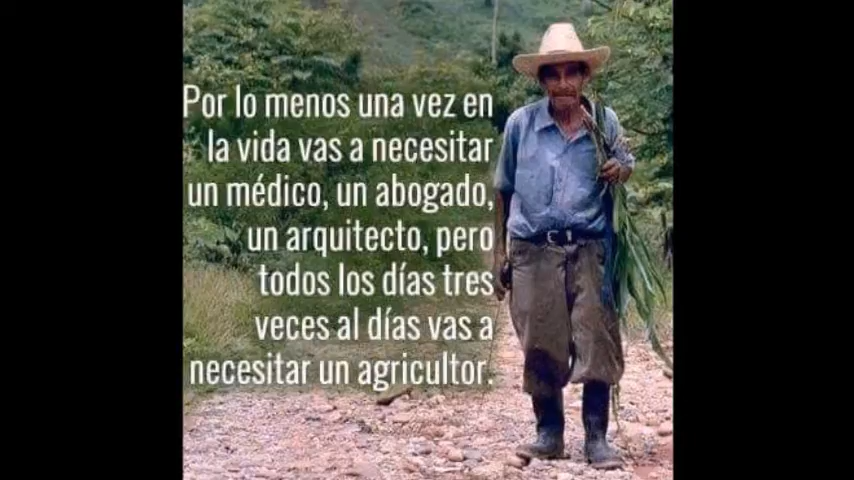 Por lo menos una vez en
la vida vas a necesitar
un médico, un abogado,
un arquitecto, pero
todos los días tres
veces al días vas a
necesitar un agricultor.